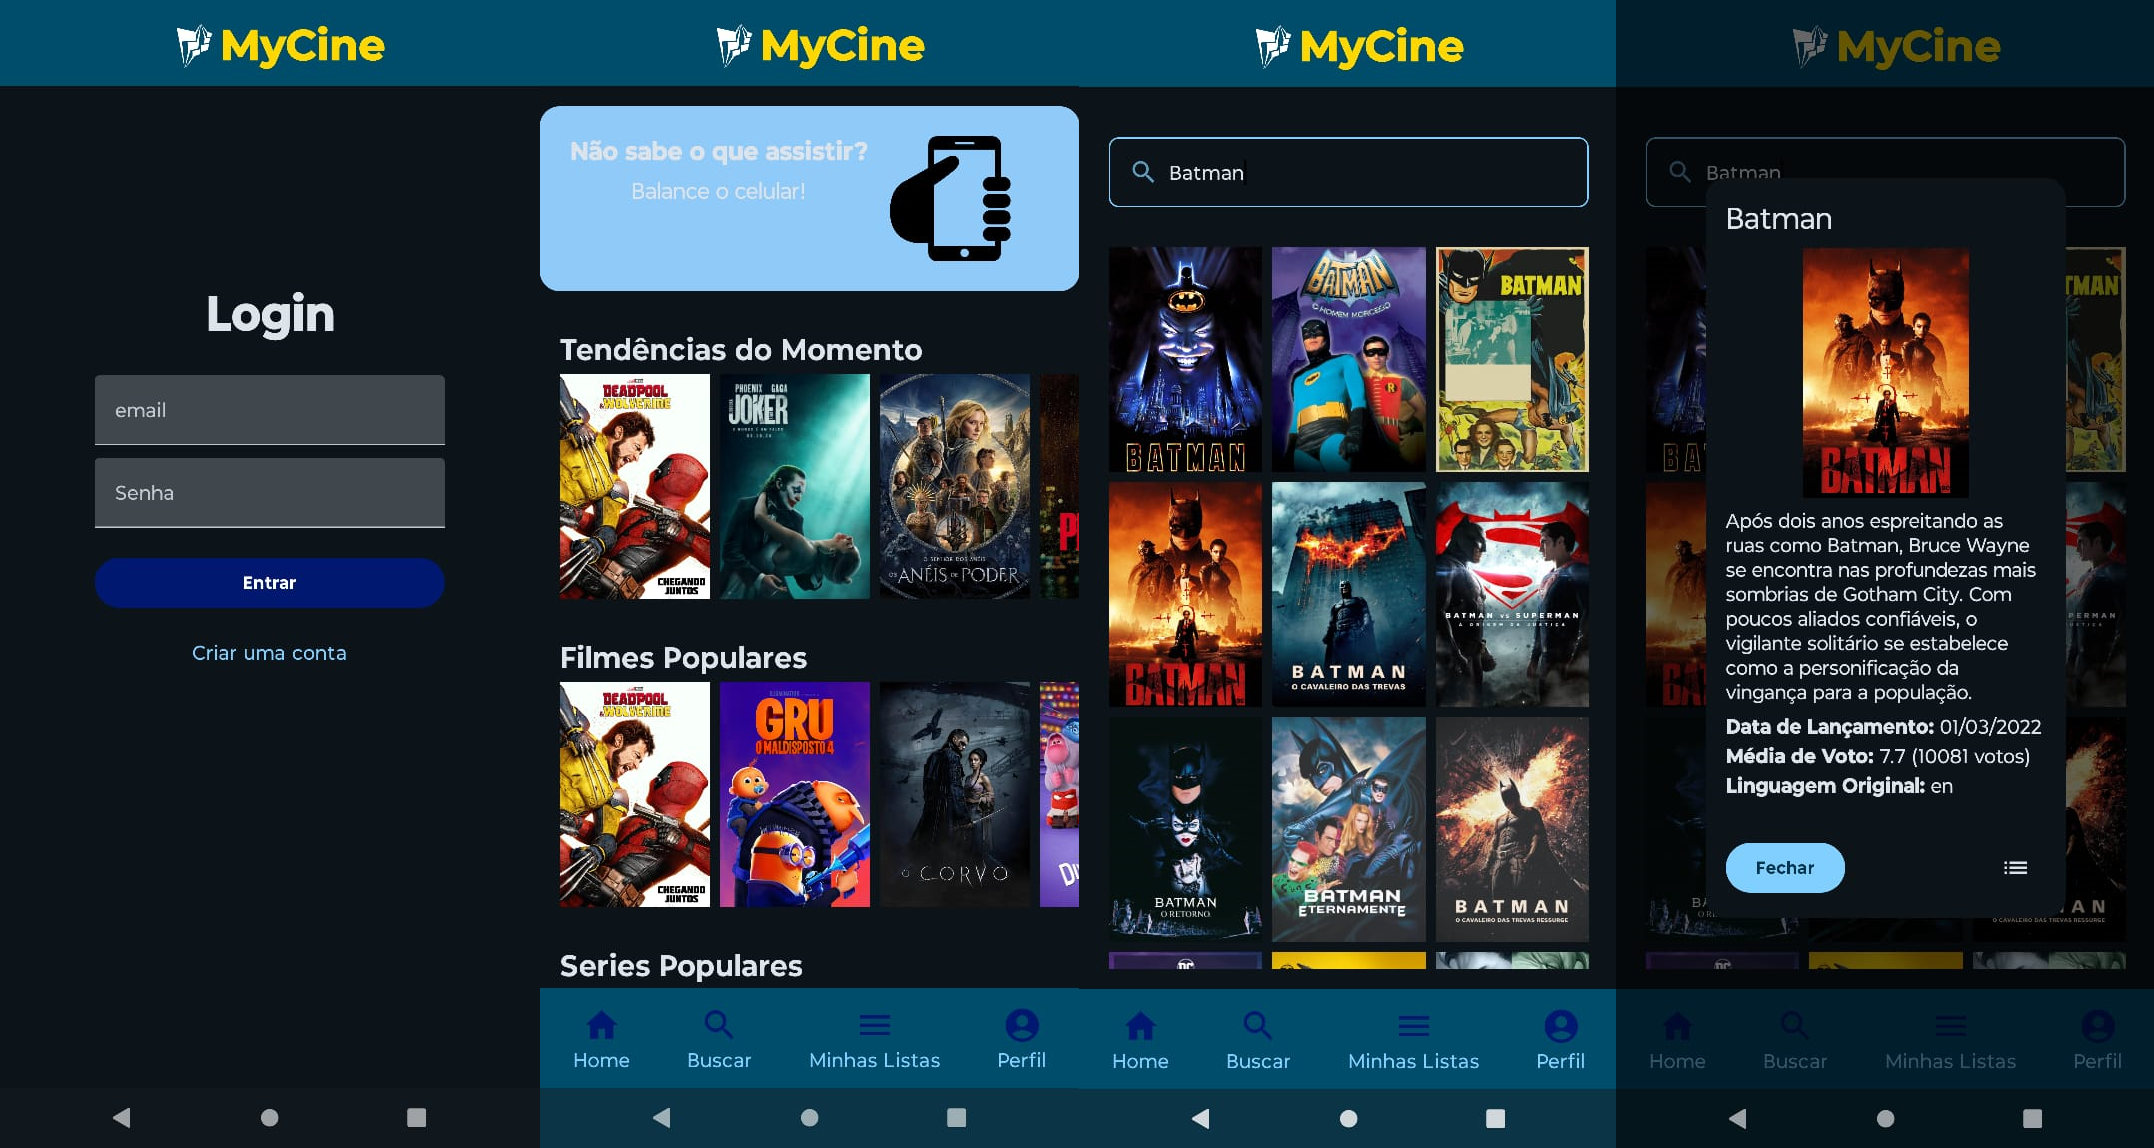 MyCine
Login
email
Senha
Entrar
Criar uma conta
MyCine
Não sabe o que assistir?
Balance o celular!
Tendências do Momento
DEADPOOL
& WOLVERINE
CHEGANDO
JUNTOS
PHOENIX GAGA
JOKER
O SENHOR DOS ANÉIS
OS ANÉIS DE PODER
Filmes Populares
DEADPOOL
& WOLVERINE
CHEGANDO
JUNTOS
ILLUMINATION
GRU
O MALDISPOSTO 4
O CORVO
Series Populares
Home
Buscar
Minhas Listas
Perfil
MyCine
Batman
BATMAN
BATMAN
O HOMEM MORCEGO
BATMAN
BATMAN
BATMAN
O CAVALEIRO DAS TREVAS
BATMAN VS SUPERMAN
A ORIGEM DA JUSTIÇA
BATMAN
O RETORNO
BATMAN
ETERNAMENTE
BATMAN
O CAVALEIRO DAS TREVAS RESSURGE
DC
Home
Buscar
Minhas Listas
Perfil
MyCine
Batman
Batman
BATMAN
Após dois anos espreitando as
ruas como Batman, Bruce Wayne
se encontra nas profundezas mais
sombrias de Gotham City. Com
poucos aliados confiáveis, o
vigilante solitário se estabelece
como a personificação da
vingança para a população.
Data de Lançamento: 01/03/2022
Média de Voto: 7.7 (10081 votos)
Linguagem Original: en
Fechar
O CAVALEIRO DAS TREVAS RESSURGE
DC
Home
Buscar
Minhas Listas
Perfil